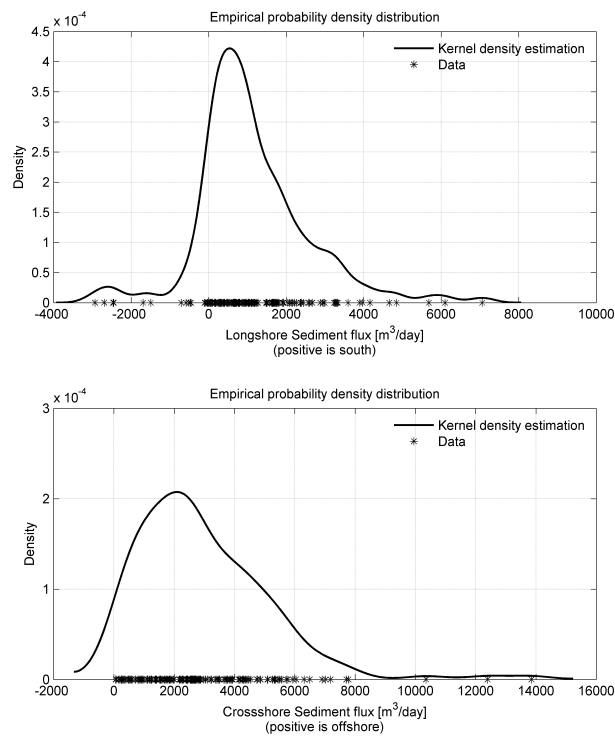 Empirical probability density distribution
x 10⁻⁴
4.5
4
3.5
3
2.5
2
1.5
1
0.5
0
Density
Kernel density estimation
Data
-4000 -2000 0 2000 4000 6000 8000 10000
Longshore Sediment flux [m³/day]
(positive is south)
Empirical probability density distribution
x 10⁻⁴
3
2
1
0
Density
Kernel density estimation
Data
-2000 0 2000 4000 6000 8000 10000 12000 14000 16000
Crossshore Sediment flux [m³/day]
(positive is offshore)